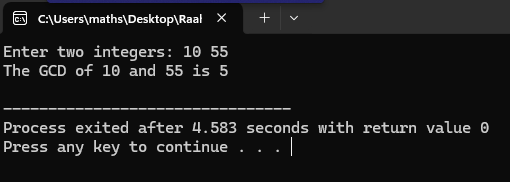 C:\Users\maths\Desktop\Raal
Enter two integers: 10 55
The GCD of 10 and 55 is 5
--------------------------------
Process exited after 4.583 seconds with return value 0
Press any key to continue . . .